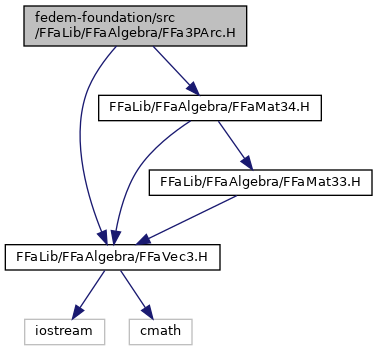 fedem-foundation/src
/FFaLib/FFaAlgebra/FFa3PArc.H
FFaLib/FFaAlgebra/FFaMat34.H
FFaLib/FFaAlgebra/FFaMat33.H
FFaLib/FFaAlgebra/FFaVec3.H
iostream
cmath